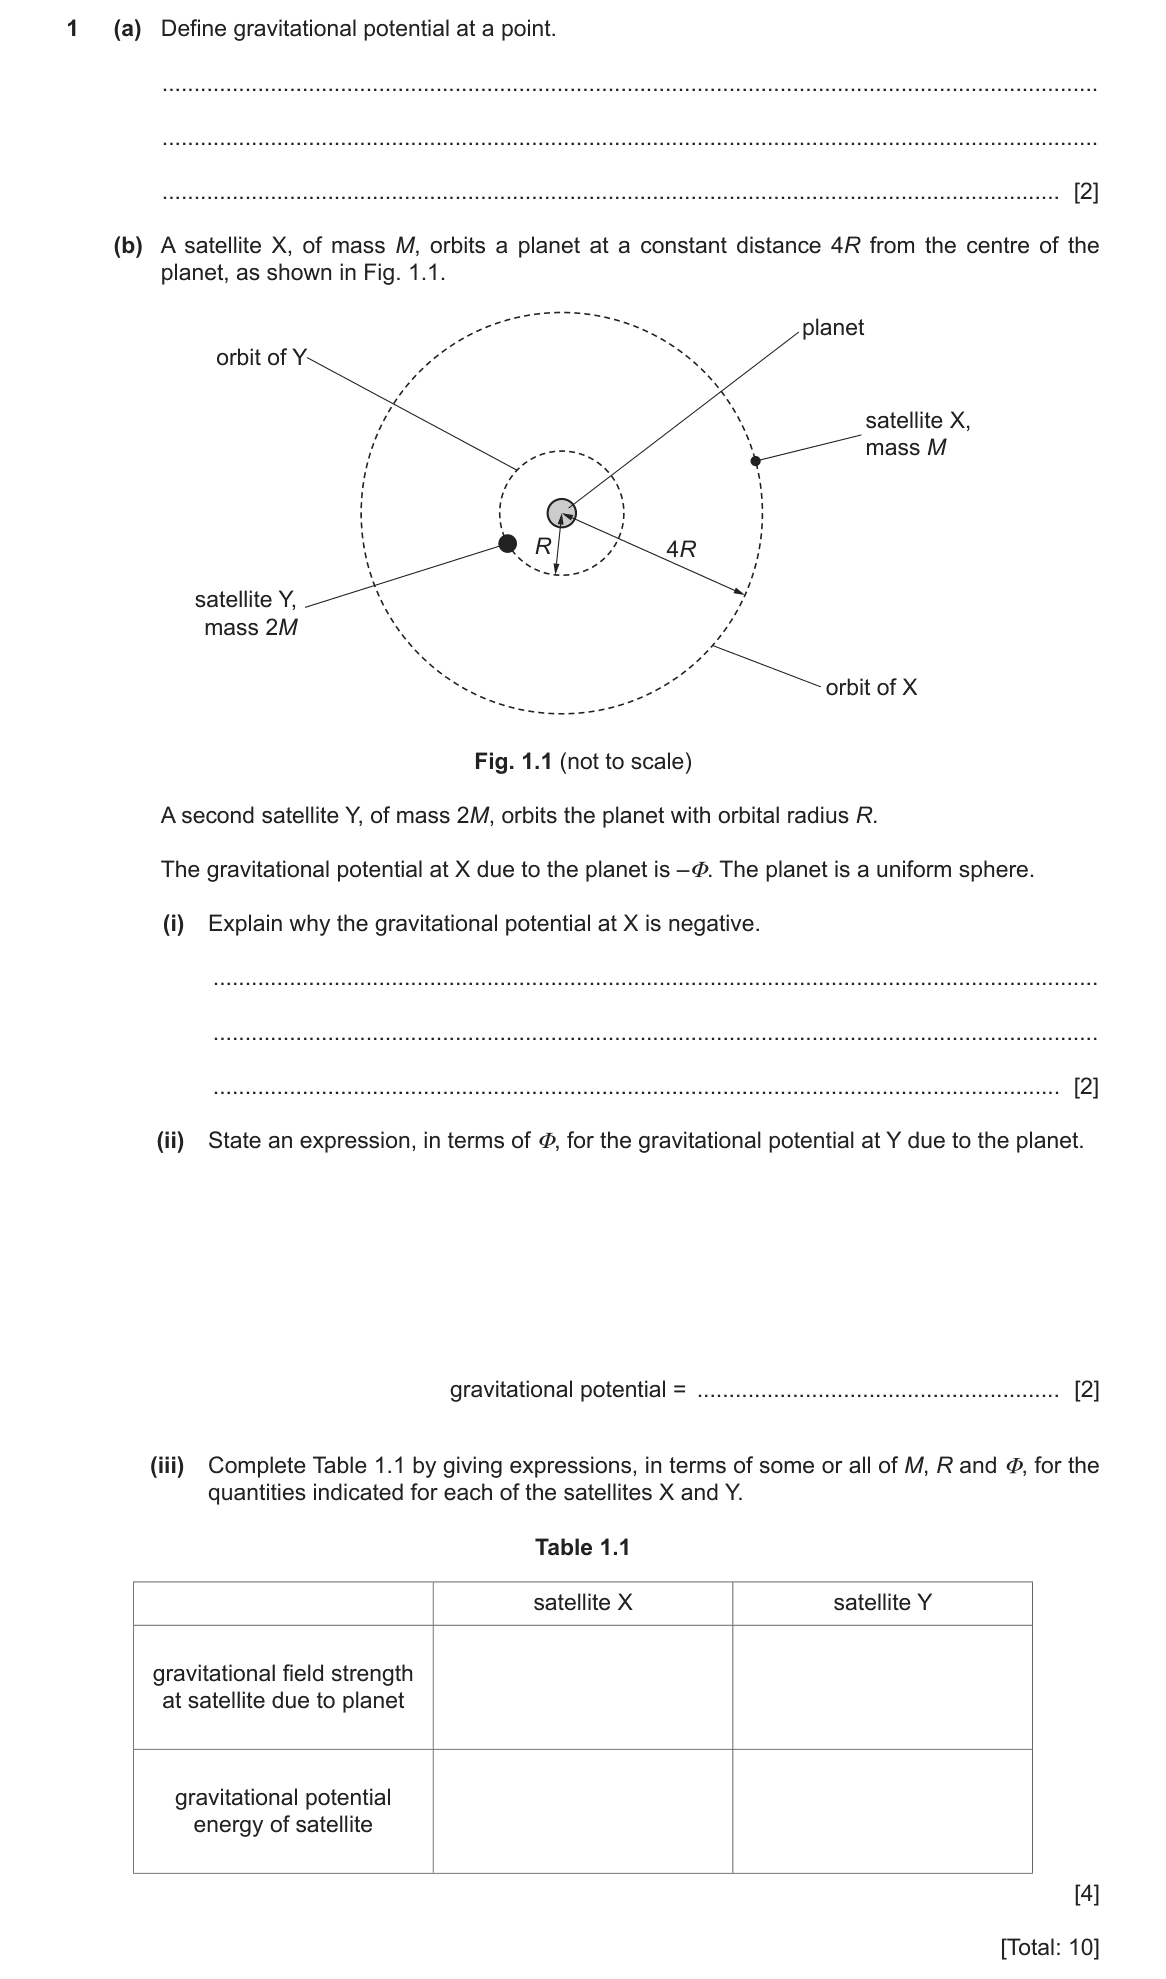 1 (a) Define gravitational potential at a point.
..........................................................................................................................................
..........................................................................................................................................
.................................................................................................................................... [2]
(b) A satellite X, of mass M, orbits a planet at a constant distance 4R from the centre of the
planet, as shown in Fig. 1.1.
planet
orbit of Y
satellite X,
mass M
R
4R
satellite Y,
mass 2M
orbit of X
Fig. 1.1 (not to scale)
A second satellite Y, of mass 2M, orbits the planet with orbital radius R.
The gravitational potential at X due to the planet is –Φ. The planet is a uniform sphere.
(i) Explain why the gravitational potential at X is negative.
..................................................................................................................................
..................................................................................................................................
............................................................................................................................ [2]
(ii) State an expression, in terms of Φ, for the gravitational potential at Y due to the planet.
gravitational potential = ..................................................... [2]
(iii) Complete Table 1.1 by giving expressions, in terms of some or all of M, R and Φ, for the
quantities indicated for each of the satellites X and Y.
Table 1.1
satellite X satellite Y
gravitational field strength
at satellite due to planet
gravitational potential
energy of satellite
[4]
[Total: 10]